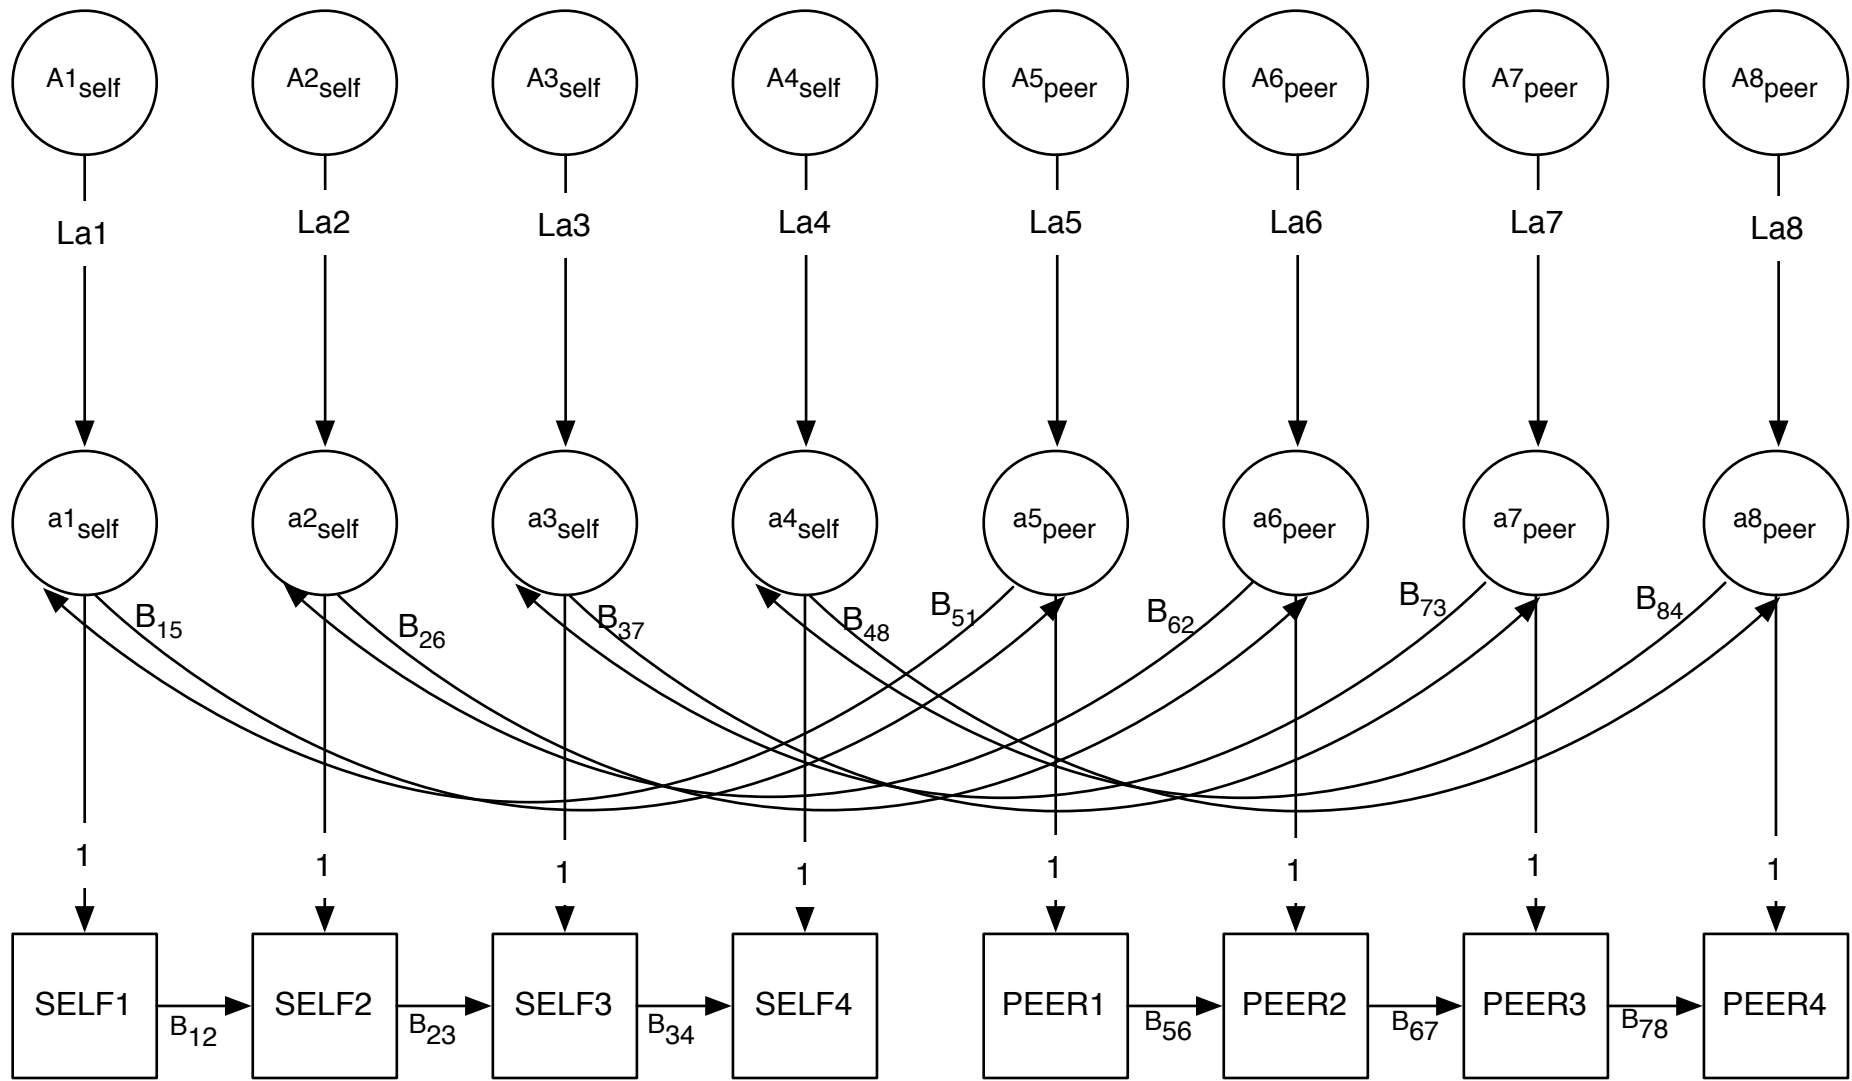 A1self A2self A3self A4self A5peer A6peer A7peer A8peer
La1 La2 La3 La4 La5 La6 La7 La8
a1self a2self a3self a4self a5peer a6peer a7peer a8peer
B15 B26 B37 B48 B51 B62 B73 B84
1 1 1 1 1 1 1 1
SELF1 SELF2 SELF3 SELF4 PEER1 PEER2 PEER3 PEER4
B12 B23 B34 B56 B67 B78